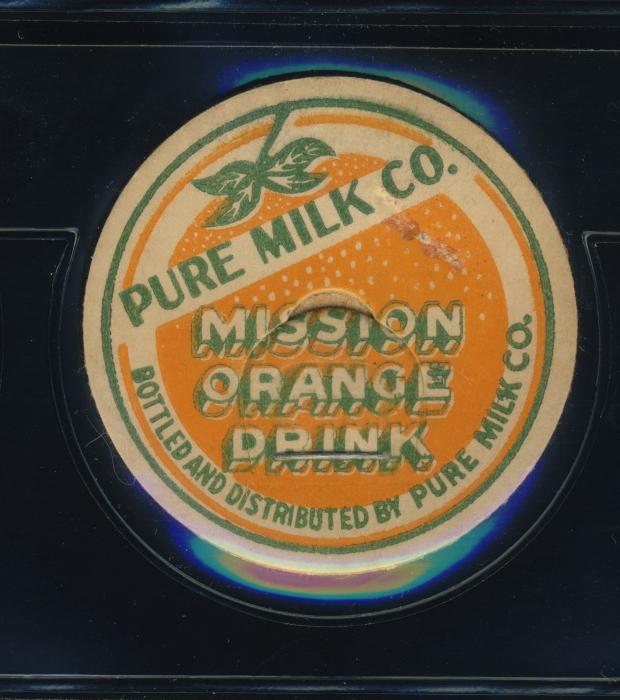 PURE MILK CO.
MISSION
ORANGE
DRINK
BOTTLED AND DISTRIBUTED BY PURE MILK CO.